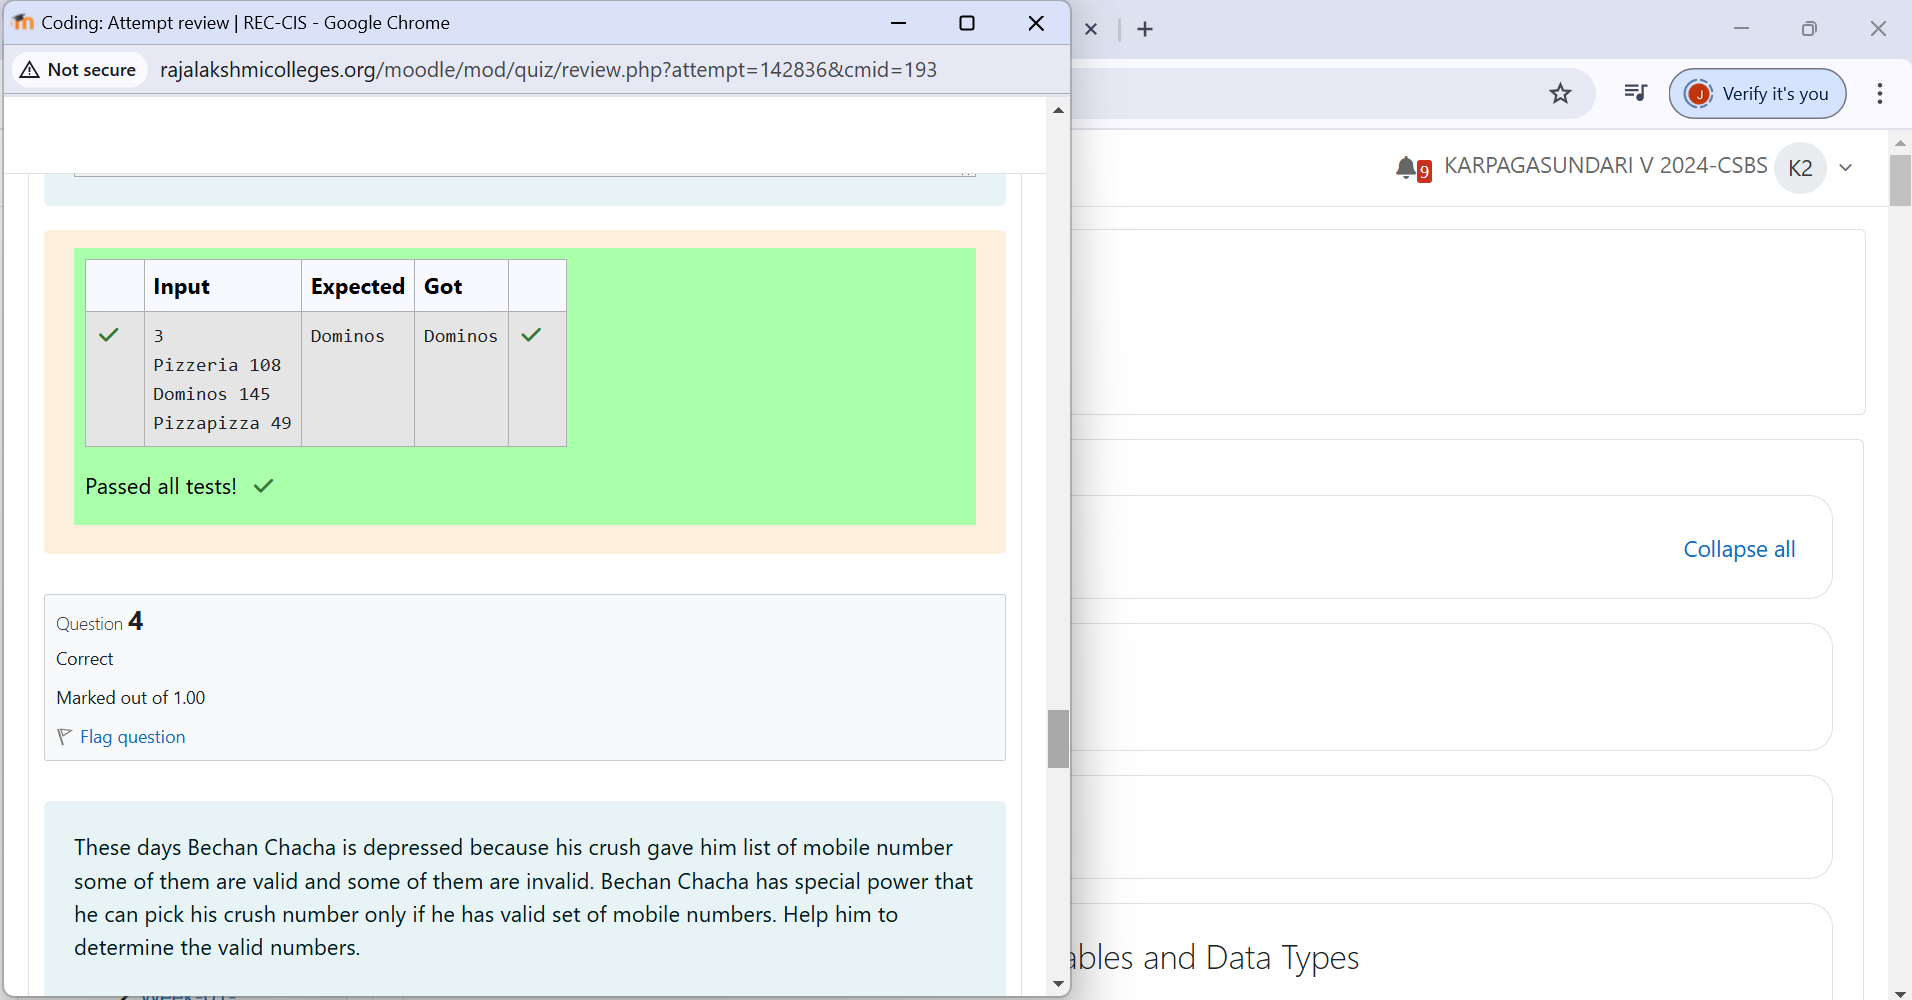 Coding: Attempt review | REC-CIS - Google Chrome
Not secure
rajalakshmicolleges.org/moodle/mod/quiz/review.php?attempt=142836&cmid=193
J
Verify it's you
9
KARPAGASUNDARI V 2024-CSBS
K2
Input Expected Got
3 Dominos Dominos
Pizzeria 108
Dominos 145
Pizzapizza 49
Passed all tests!
Collapse all
Question 4
Correct
Marked out of 1.00
Flag question
These days Bechan Chacha is depressed because his crush gave him list of mobile number
some of them are valid and some of them are invalid. Bechan Chacha has special power that
he can pick his crush number only if he has valid set of mobile numbers. Help him to
determine the valid numbers.
ables and Data Types